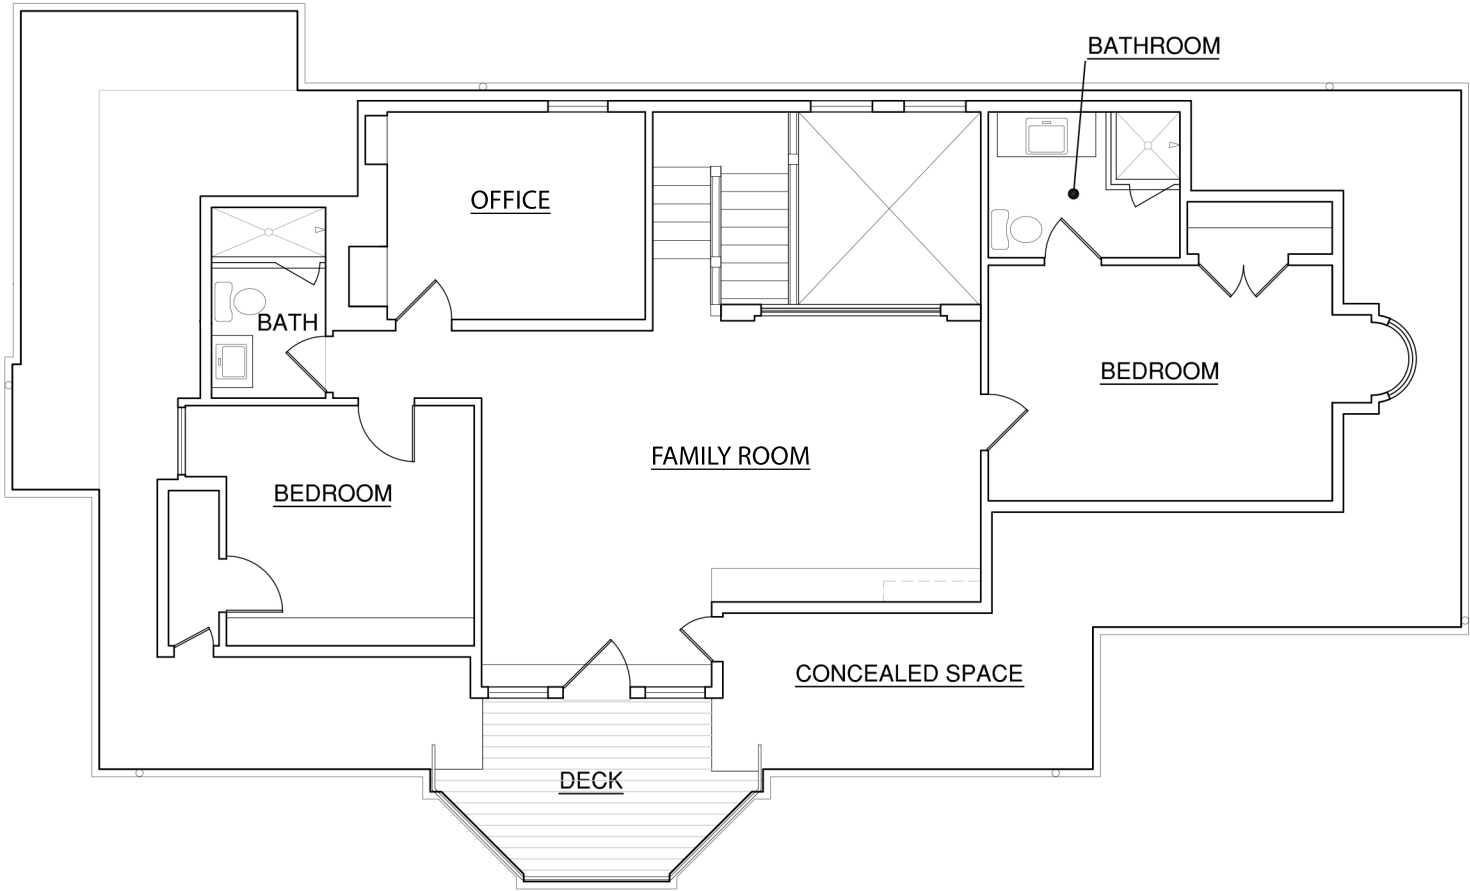 BATHROOM
OFFICE
BATH
BEDROOM
FAMILY ROOM
BEDROOM
CONCEALED SPACE
DECK